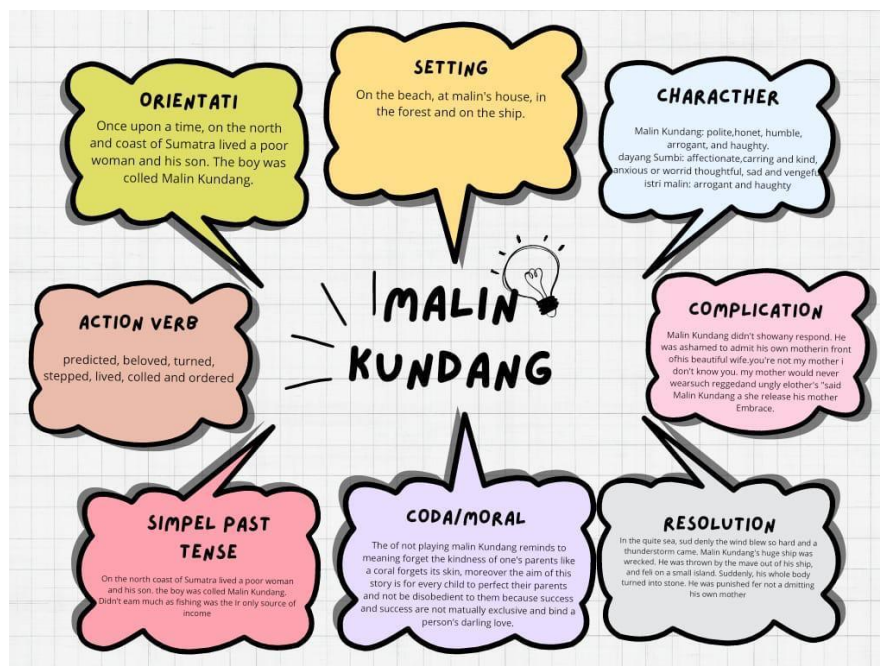 ORIENTATI
Once upon a time, on the north
and coast of Sumatra lived a poor
woman and his son. The boy was
colled Malin Kundang.
SETTING
On the beach, at malin's house, in
the forest and on the ship.
CHARACTHER
Malin Kundang: polite,honet, humble,
arrogant, and haughty.
dayang Sumbi: affectionate,carring and kind,
anxious or worrid thoughtful, sad and vengeful
istri malin: arrogant and haughty
ACTION VERB
predicted, beloved, turned,
stepped, lived, colled and ordered
MALIN
KUNDANG
COMPLICATION
Malin Kundang didn't showany respond. He
was ashamed to admit his own motherin front
ofhis beautiful wife.you're not my mother i
don't know you. my mother would never
wearsuch reggedand ungly elother's "said
Malin Kundang a she release his mother
Embrace.
SIMPEL PAST
TENSE
On the north coast of Sumatra lived a poor woman
and his son. the boy was called Malin Kundang.
Didn't eam much as fishing was the Ir only source of
income
CODA/MORAL
The of not playing malin Kundang reminds to
meaning forget the kindness of one's parents like
a coral forgets its skin, moreover the aim of this
story is for every child to perfect their parents
and not be disobedient to them because success
and success are not matually exclusive and bind a
person's darling love.
RESOLUTION
In the quite sea, sud denly the wind blew so hard and a
thunderstorm came. Malin Kundang's huge ship was
wrecked. He was thrown by the mave out of his ship,
and fell on a small island. Suddenly, his whole body
turned into stone. He was punished fer not a dmitting
his own mother